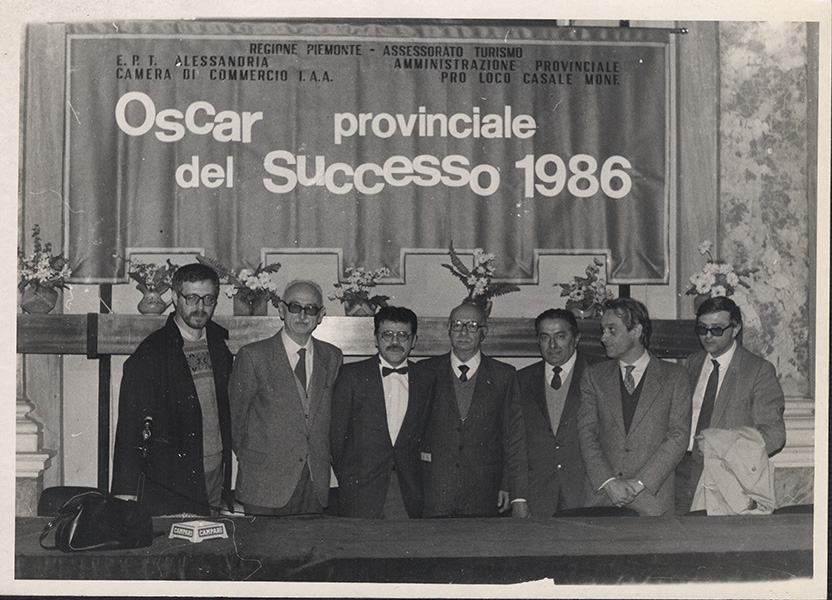 REGIONE PIEMONTE - ASSESSORATO TURISMO
E.P.T. ALESSANDRIA AMMINISTRAZIONE PROVINCIALE
CAMERA DI COMMERCIO I.A.A. PRO LOCO CASALE MONF.
Oscar provinciale
del Successo 1986
CAMPARI CAMPARI